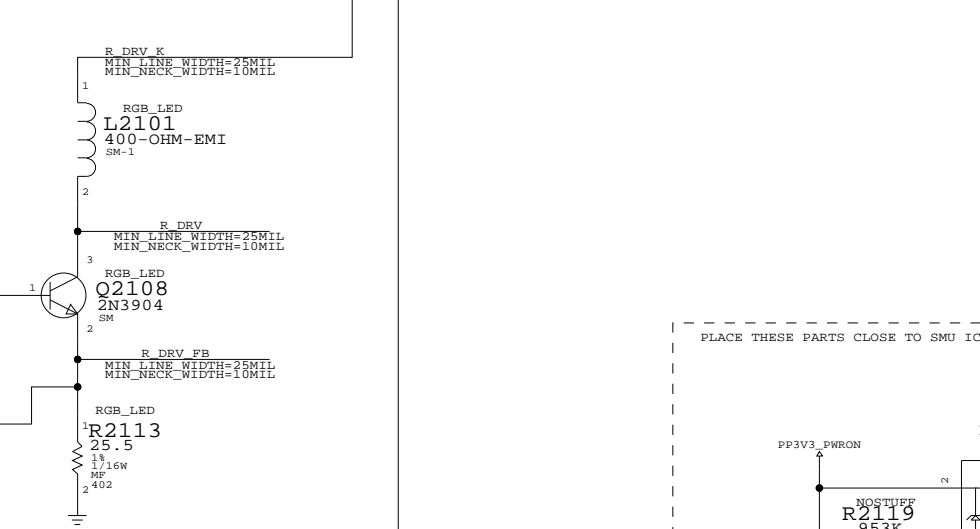 R_DRV_K
MIN_LINE_WIDTH=25MIL
MIN_NECK_WIDTH=10MIL
1
RGB_LED
L2101
400-OHM-EMI
SM-1
2
R_DRV
MIN_LINE_WIDTH=25MIL
MIN_NECK_WIDTH=10MIL
3
RGB_LED
1
Q2108
2N3904
SM
2
R_DRV_FB
MIN_LINE_WIDTH=25MIL
MIN_NECK_WIDTH=10MIL
RGB_LED
1
R2113
25.5
1%
1/16W
MF
402
2
PLACE THESE PARTS CLOSE TO SMU IC
PP3V3_PWRON
2
NOSTUFF
R2119
953K